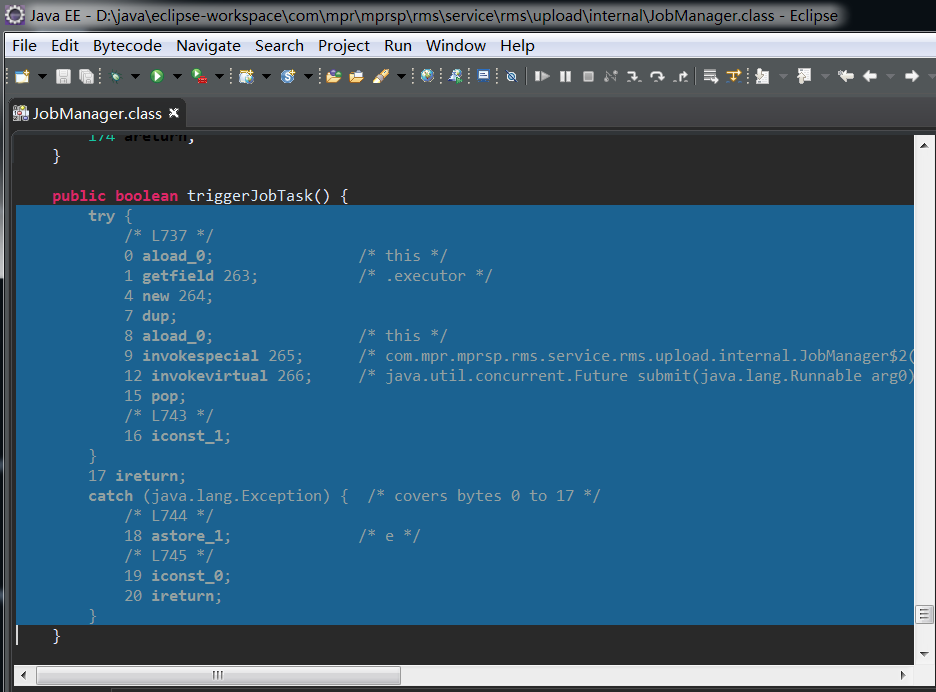 Java EE - D:\java\eclipse-workspace\com\mpr\mprsp\rms\service\rms\upload\internal\JobManager.class - Eclipse
File Edit Bytecode Navigate Search Project Run Window Help
JobManager.class
174 areturn;
}
public boolean triggerJobTask() {
try {
/* L737 */
0 aload_0; /* this */
1 getfield 263; /* .executor */
4 new 264;
7 dup;
8 aload_0; /* this */
9 invokespecial 265; /* com.mpr.mprsp.rms.service.rms.upload.internal.JobManager$2(
12 invokevirtual 266; /* java.util.concurrent.Future submit(java.lang.Runnable arg0)
15 pop;
/* L743 */
16 iconst_1;
}
17 ireturn;
catch (java.lang.Exception) { /* covers bytes 0 to 17 */
/* L744 */
18 astore_1; /* e */
/* L745 */
19 iconst_0;
20 ireturn;
}
}